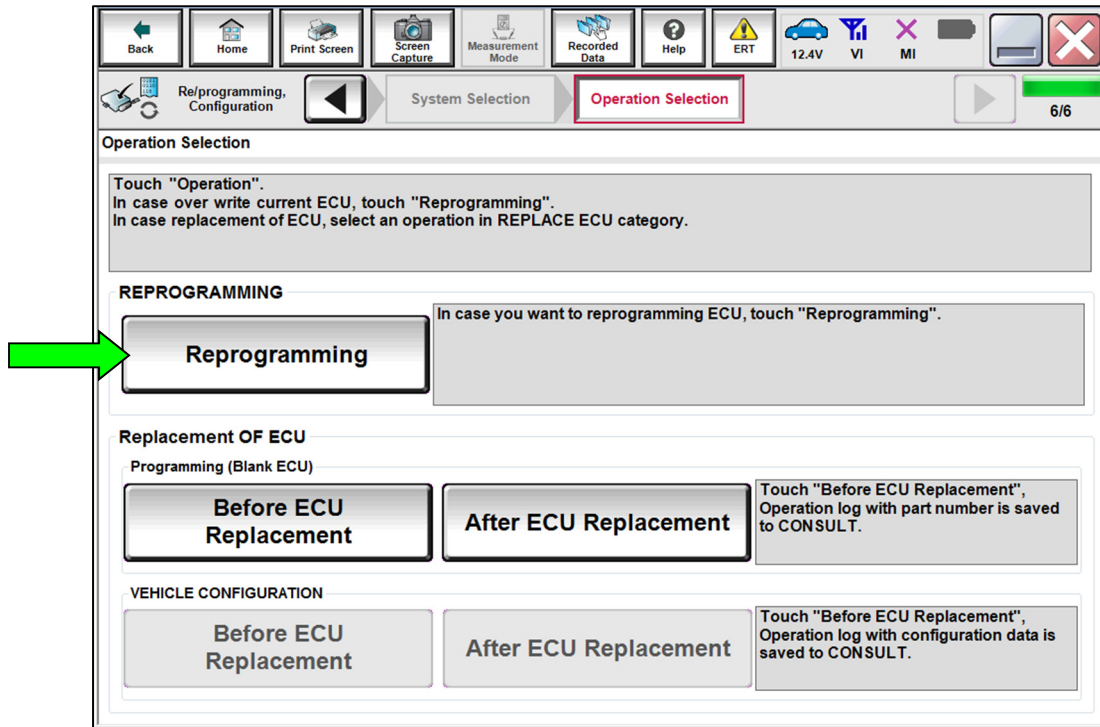 Back
Home
Print Screen
Screen
Capture
Measurement
Mode
Recorded
Data
Help
ERT
12.4V
VI
MI
Re/programming,
Configuration
System Selection
Operation Selection
6/6
Operation Selection
Touch "Operation".
In case over write current ECU, touch "Reprogramming".
In case replacement of ECU, select an operation in REPLACE ECU category.
REPROGRAMMING
Reprogramming
In case you want to reprogramming ECU, touch "Reprogramming".
Replacement OF ECU
Programming (Blank ECU)
Before ECU
Replacement
After ECU Replacement
Touch "Before ECU Replacement",
Operation log with part number is saved
to CONSULT.
VEHICLE CONFIGURATION
Before ECU
Replacement
After ECU Replacement
Touch "Before ECU Replacement",
Operation log with configuration data is
saved to CONSULT.